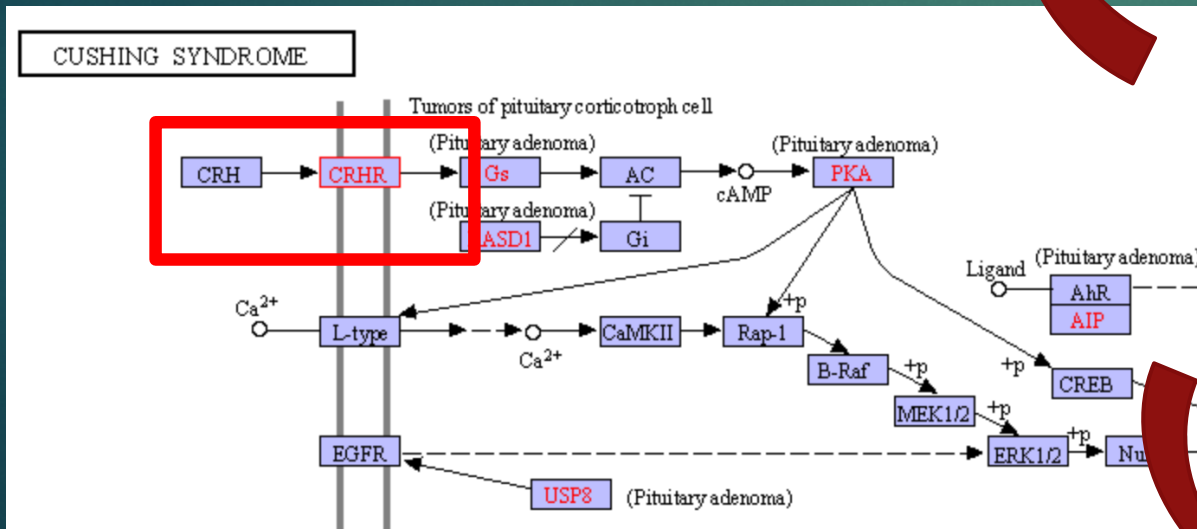 CUSHING SYNDROME
Tumors of pituitary corticotroph cell
(Pituitary adenoma)
(Pituitary adenoma)
CRH
CRHR
Gs
AC
cAMP
PKA
(Pituitary adenoma)
ASD1
Gi
Ligand
(Pituitary adenoma)
AhR
AIP
Ca2+
L-type
Ca2+
CaMKII
+p
Rap-1
B-Raf
+p
MEK1/2
+p
ERK1/2
+p
Nu
+p
CREB
EGFR
USP8
(Pituitary adenoma)